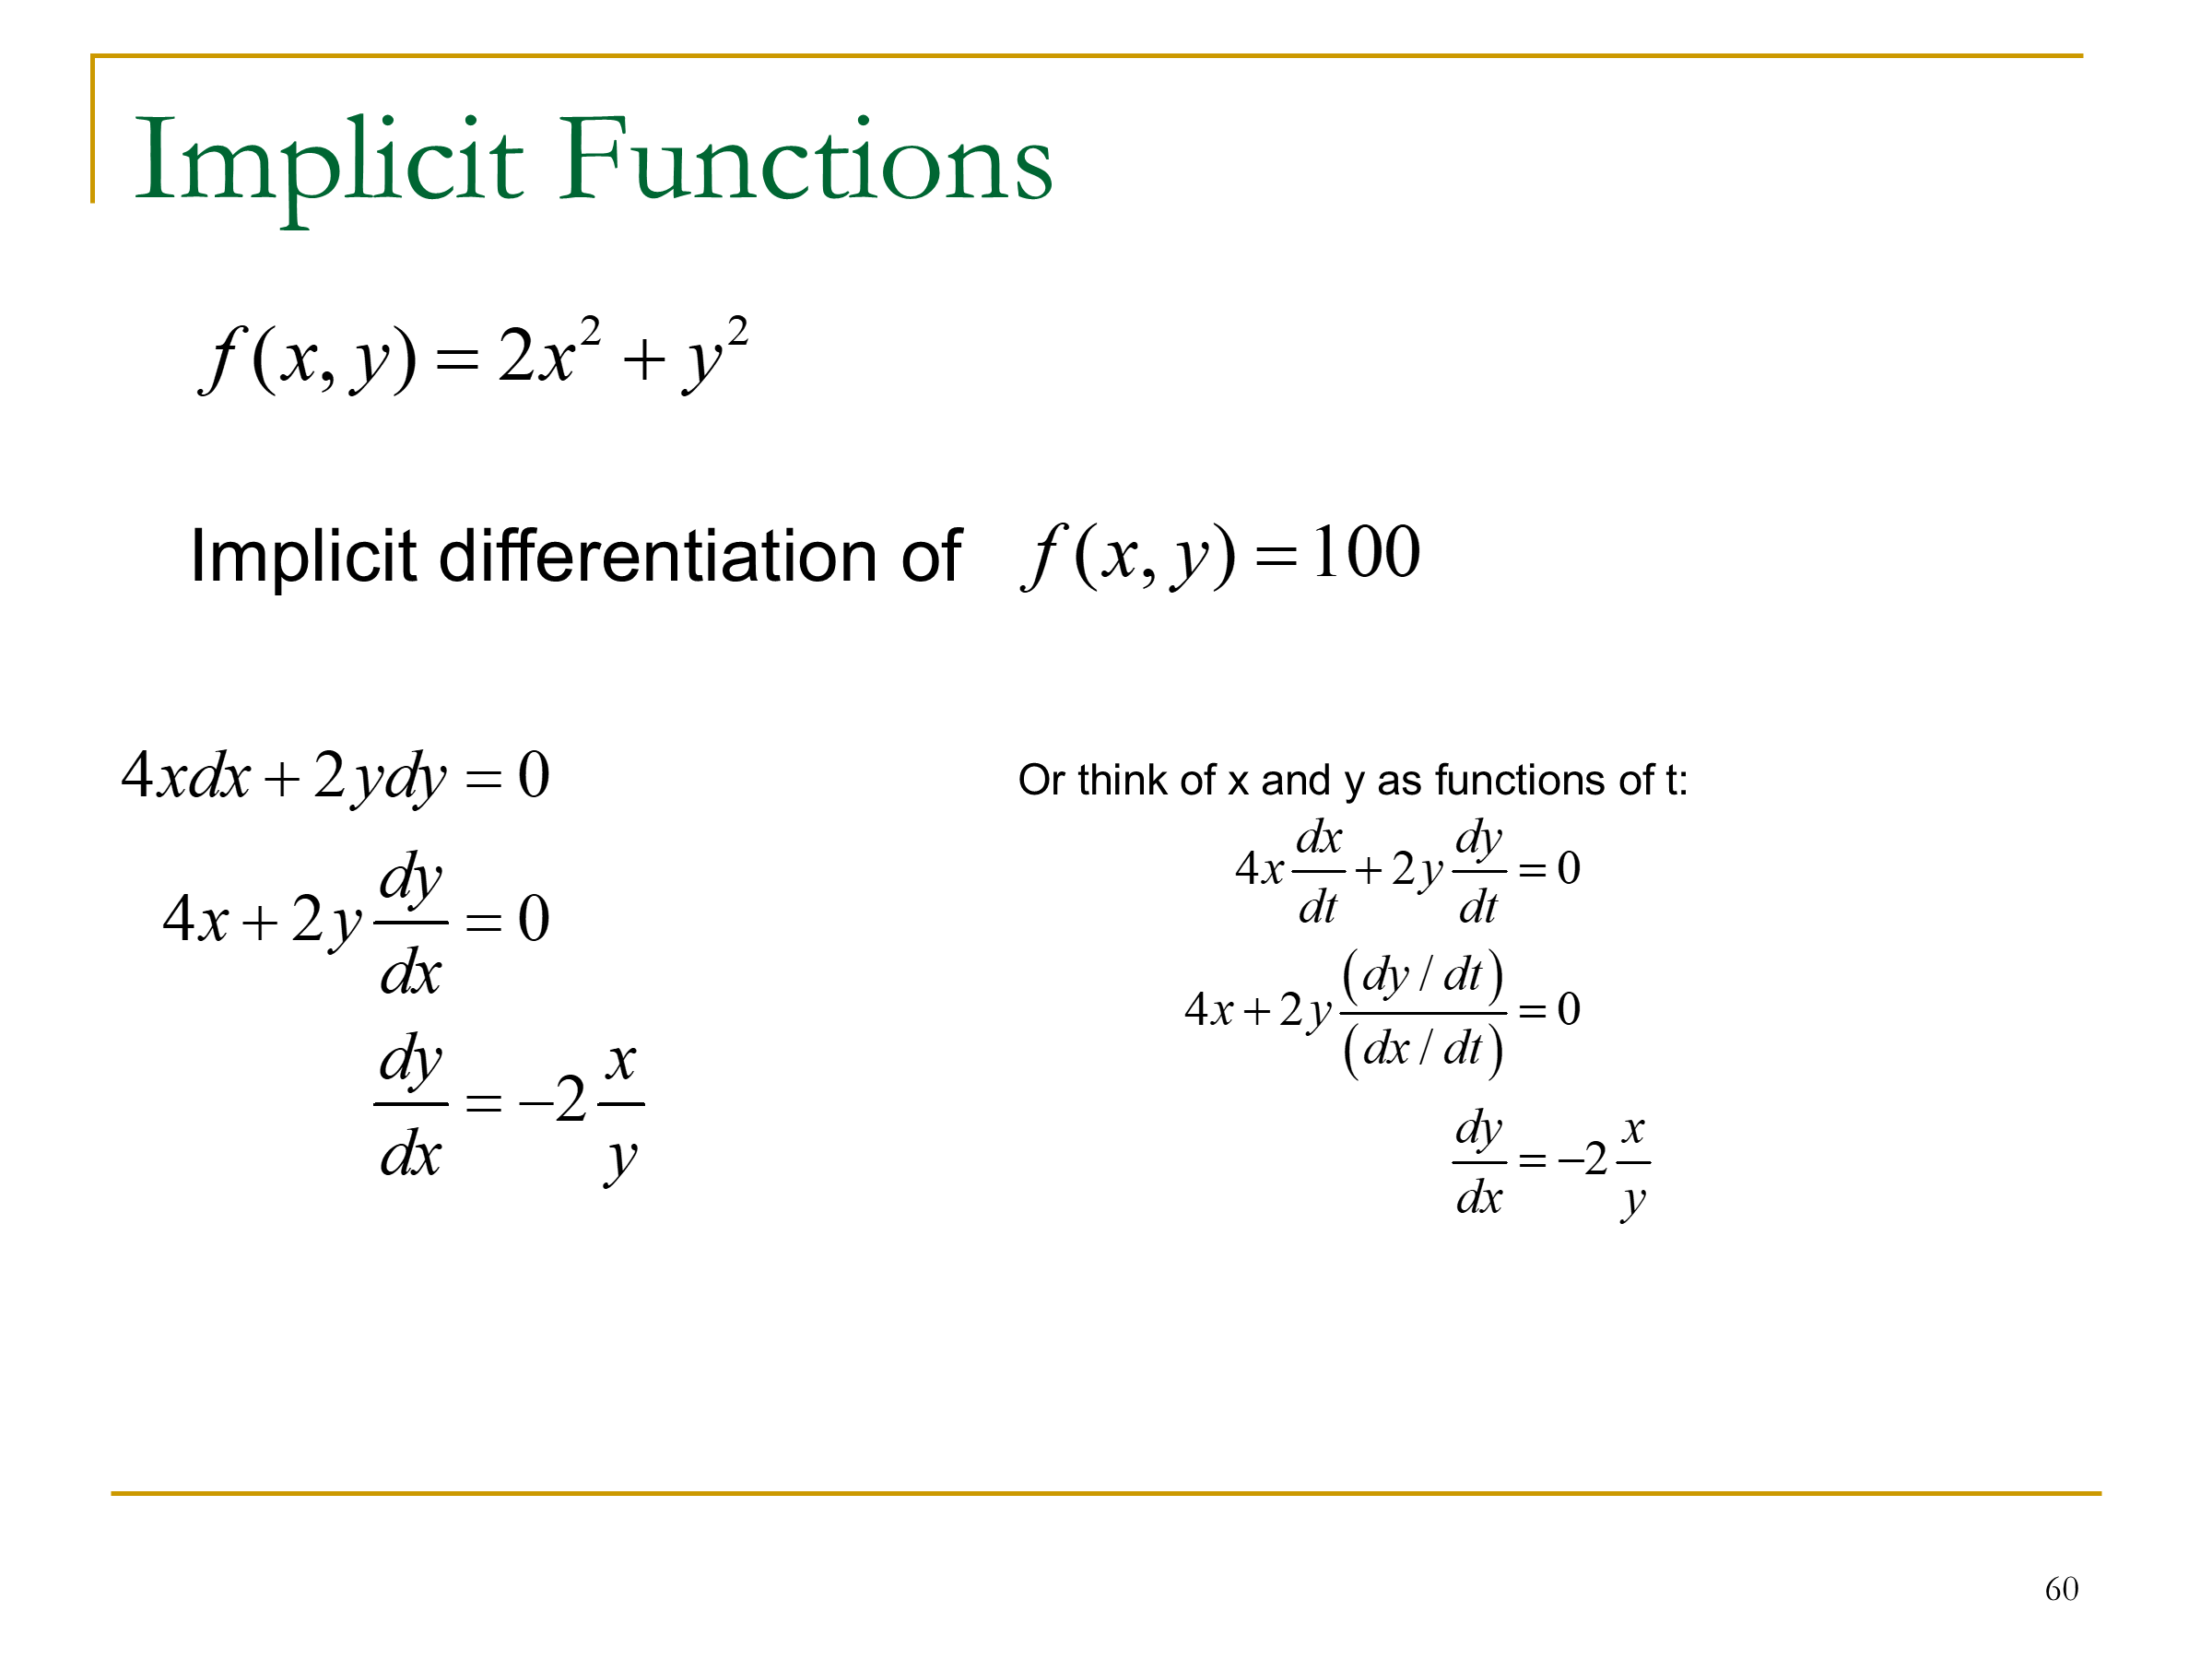 Implicit Functions
f(x, y) = 2x² + y²
Implicit differentiation of f(x, y) = 100
4xdx + 2ydy = 0
4x + 2y dy/dx = 0
dy/dx = −2 x/y
Or think of x and y as functions of t:
4x dx/dt + 2y dy/dt = 0
4x + 2y (dy / dt)/(dx / dt) = 0
dy/dx = −2 x/y
60